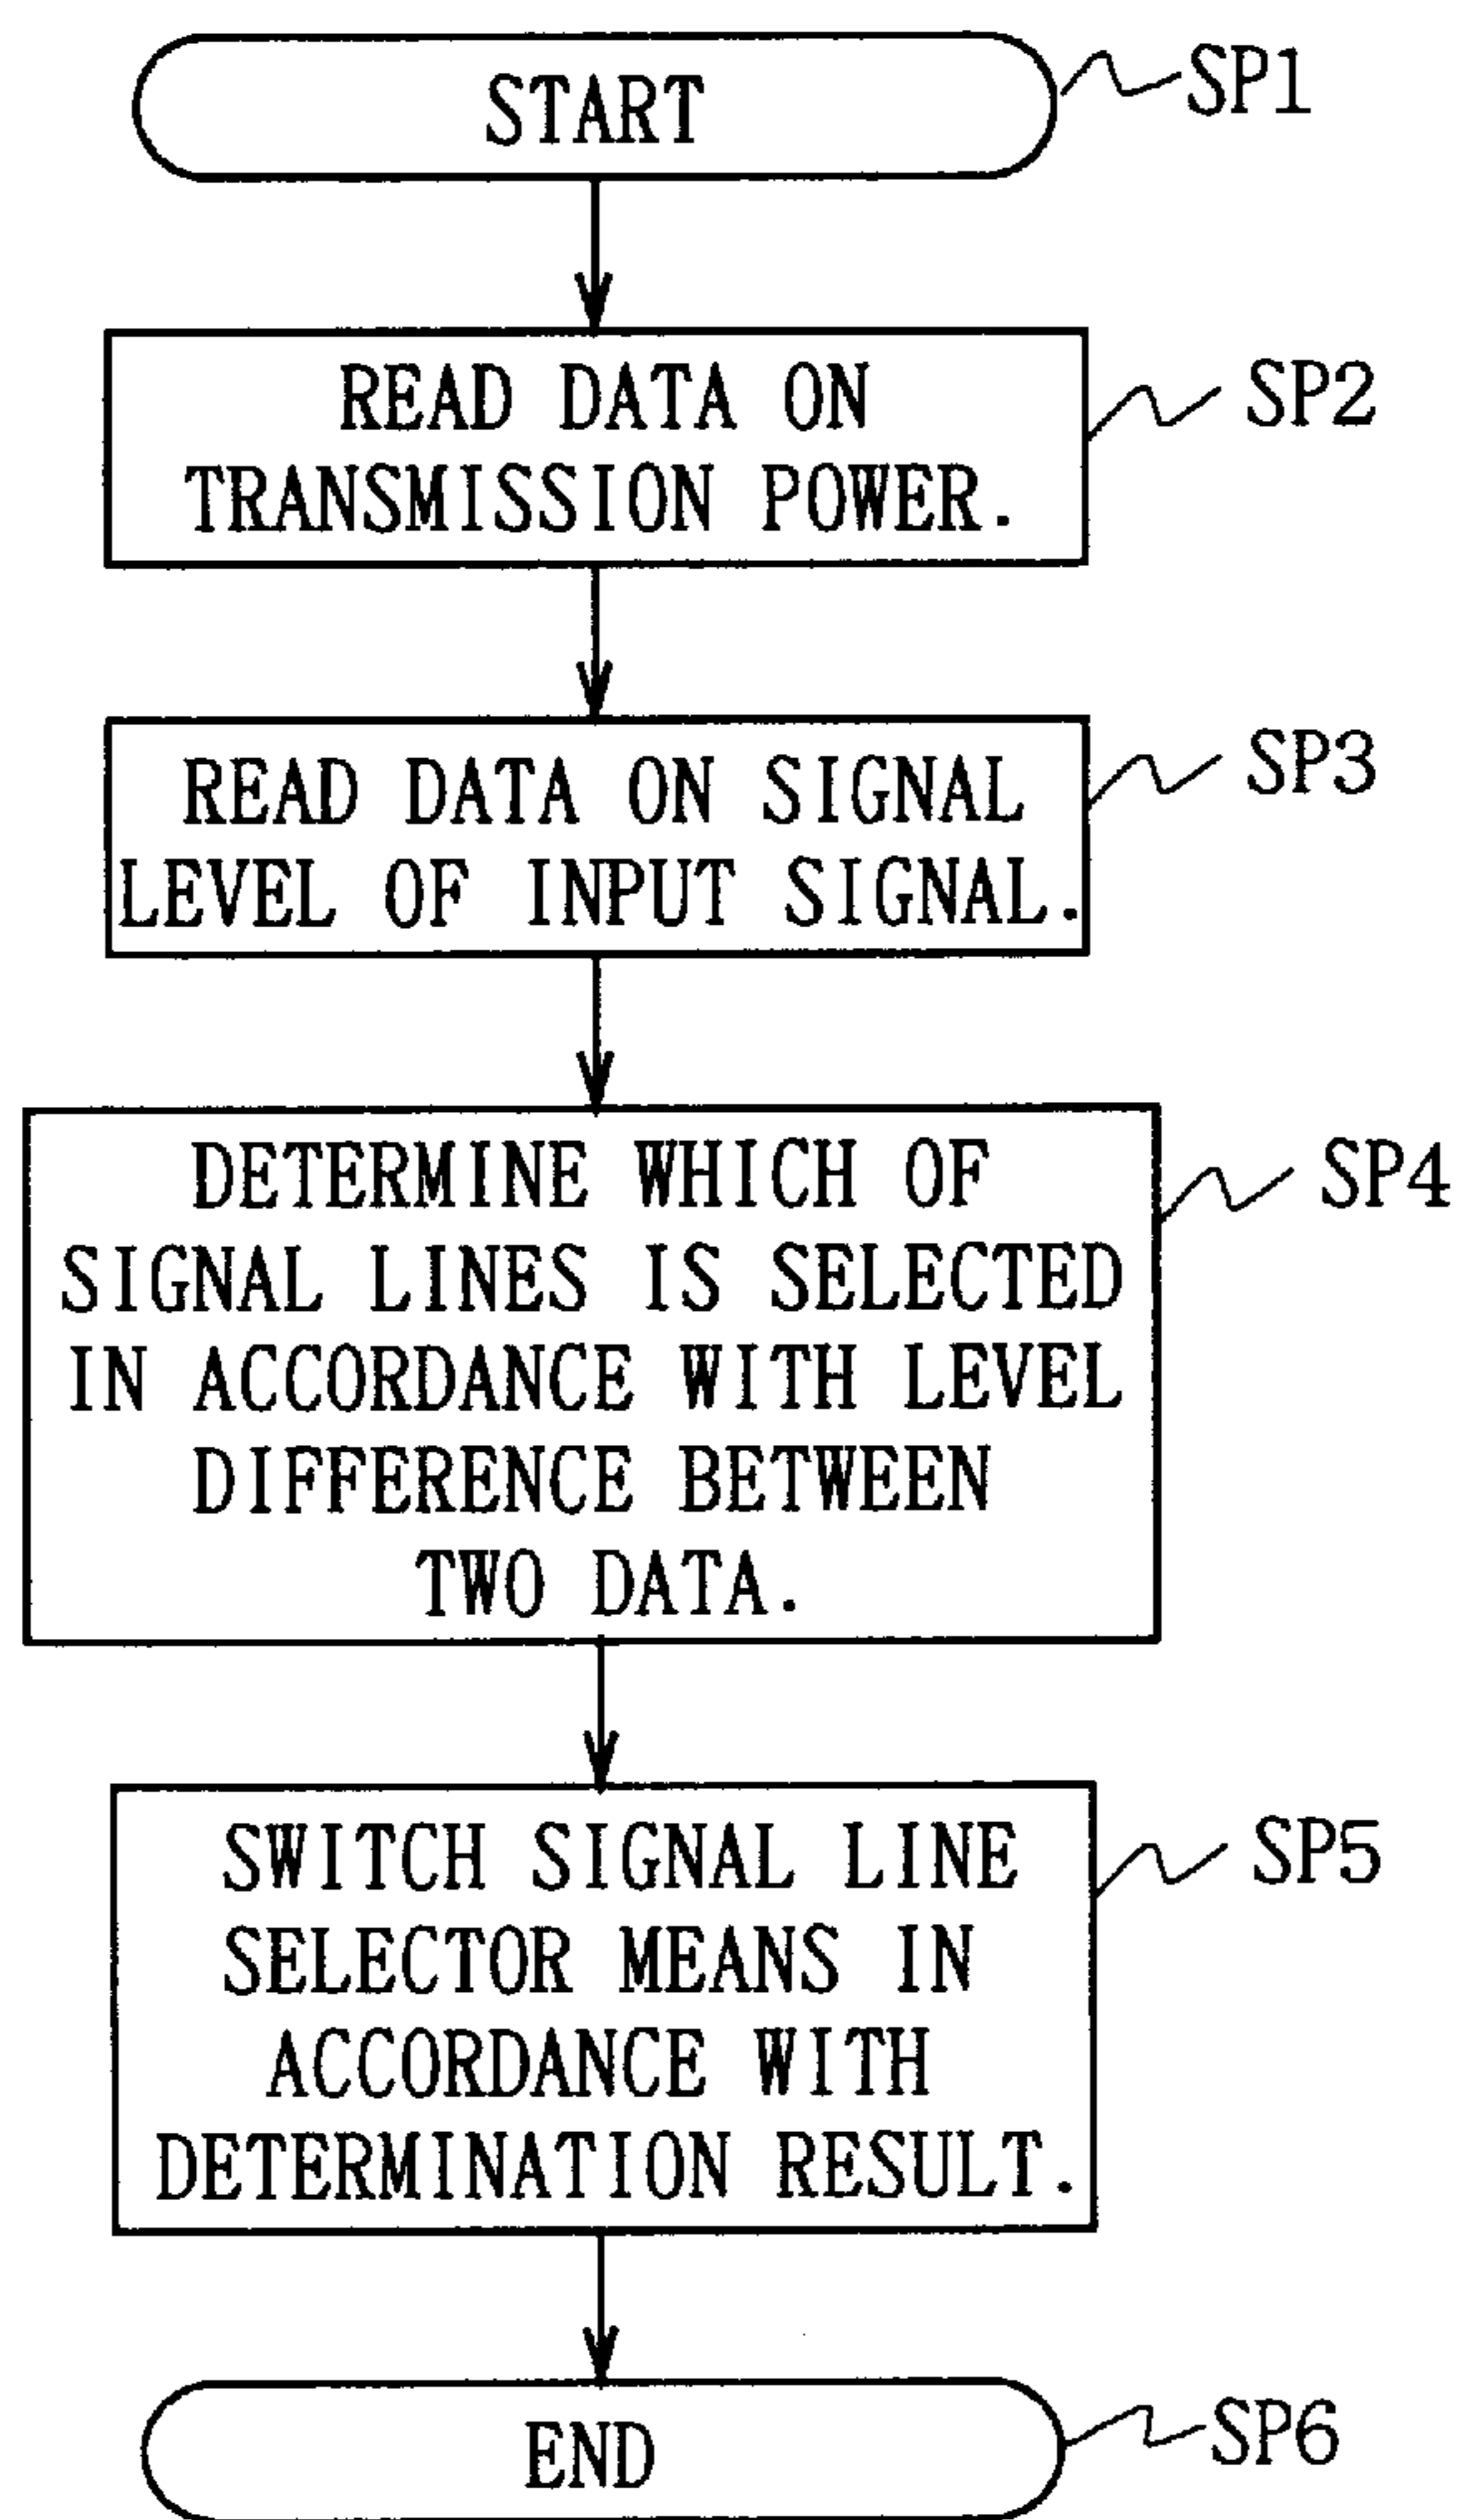 START
SP1
READ DATA ON
TRANSMISSION POWER.
SP2
READ DATA ON SIGNAL
LEVEL OF INPUT SIGNAL.
SP3
DETERMINE WHICH OF
SIGNAL LINES IS SELECTED
IN ACCORDANCE WITH LEVEL
DIFFERENCE BETWEEN
TWO DATA.
SP4
SWITCH SIGNAL LINE
SELECTOR MEANS IN
ACCORDANCE WITH
DETERMINATION RESULT.
SP5
END
SP6